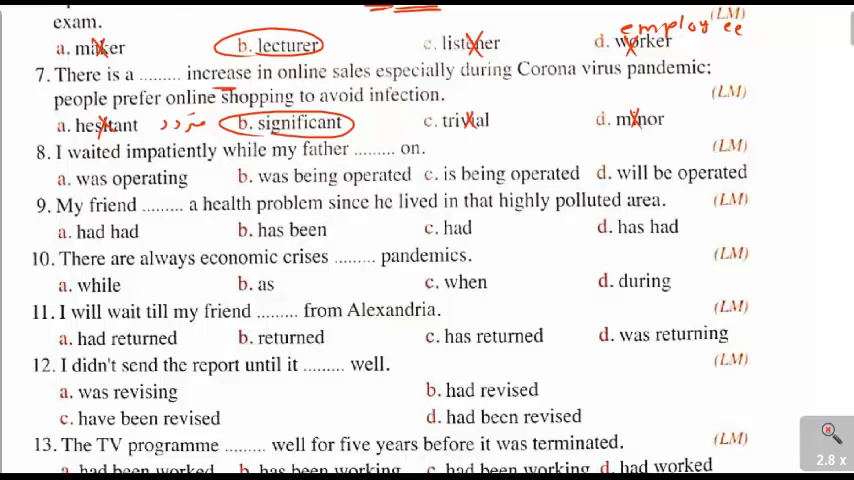 exam. (LM)
employee
a. maker b. lecturer c. listener d. worker
7. There is a ......... increase in online sales especially during Corona virus pandemic;
people prefer online shopping to avoid infection. (LM)
a. hesitant متردد b. significant c. trivial d. minor
8. I waited impatiently while my father ......... on. (LM)
a. was operating b. was being operated c. is being operated d. will be operated
9. My friend ......... a health problem since he lived in that highly polluted area. (LM)
a. had had b. has been c. had d. has had
10. There are always economic crises ......... pandemics. (LM)
a. while b. as c. when d. during
11. I will wait till my friend ......... from Alexandria. (LM)
a. had returned b. returned c. has returned d. was returning
12. I didn't send the report until it ......... well. (LM)
a. was revising b. had revised
c. have been revised d. had been revised
13. The TV programme ......... well for five years before it was terminated. (LM)
a. had been worked b. has been working c. had been working d. had worked
2.8 x